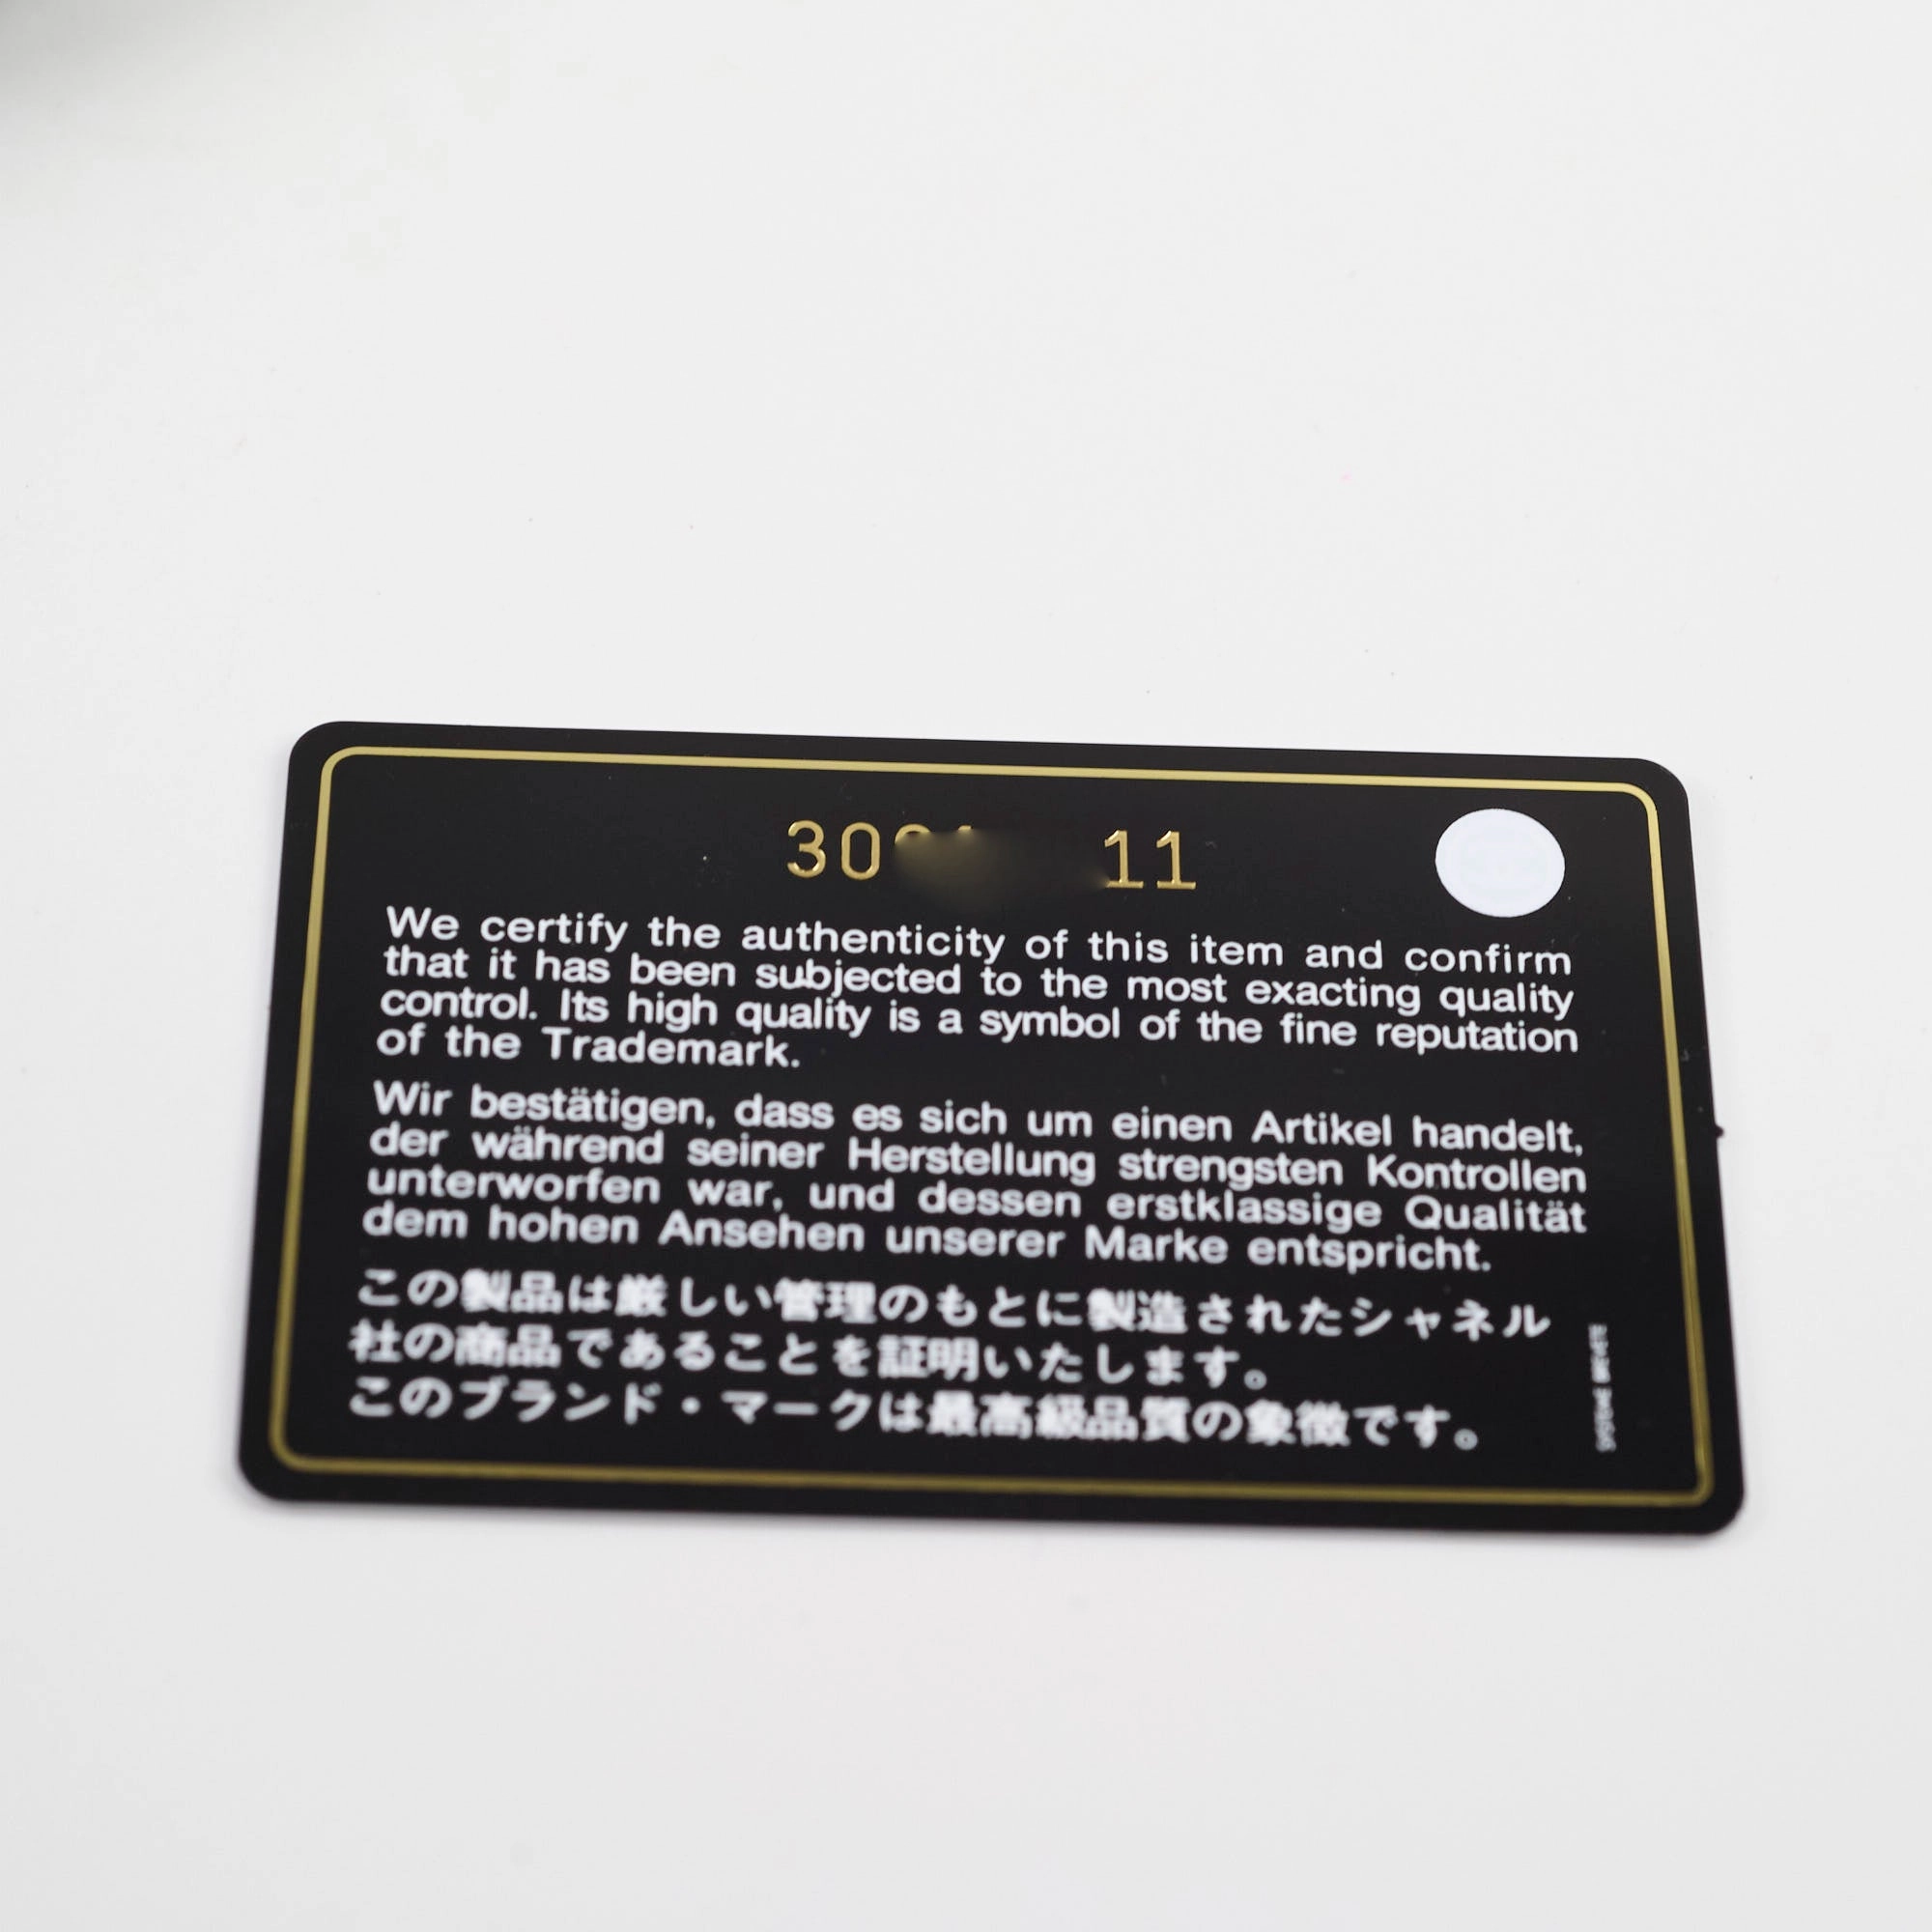 30 11
We certify the authenticity of this item and confirm
that it has been subjected to the most exacting quality
control. Its high quality is a symbol of the fine reputation
of the Trademark.
Wir bestätigen, dass es sich um einen Artikel handelt,
der während seiner Herstellung strengsten Kontrollen
unterworfen war, und dessen erstklassige Qualität
dem hohen Ansehen unserer Marke entspricht.
この製品は厳しい管理のもとに製造されたシャネル
社の商品であることを証明いたします。
このブランド・マークは最高級品質の象徴です。